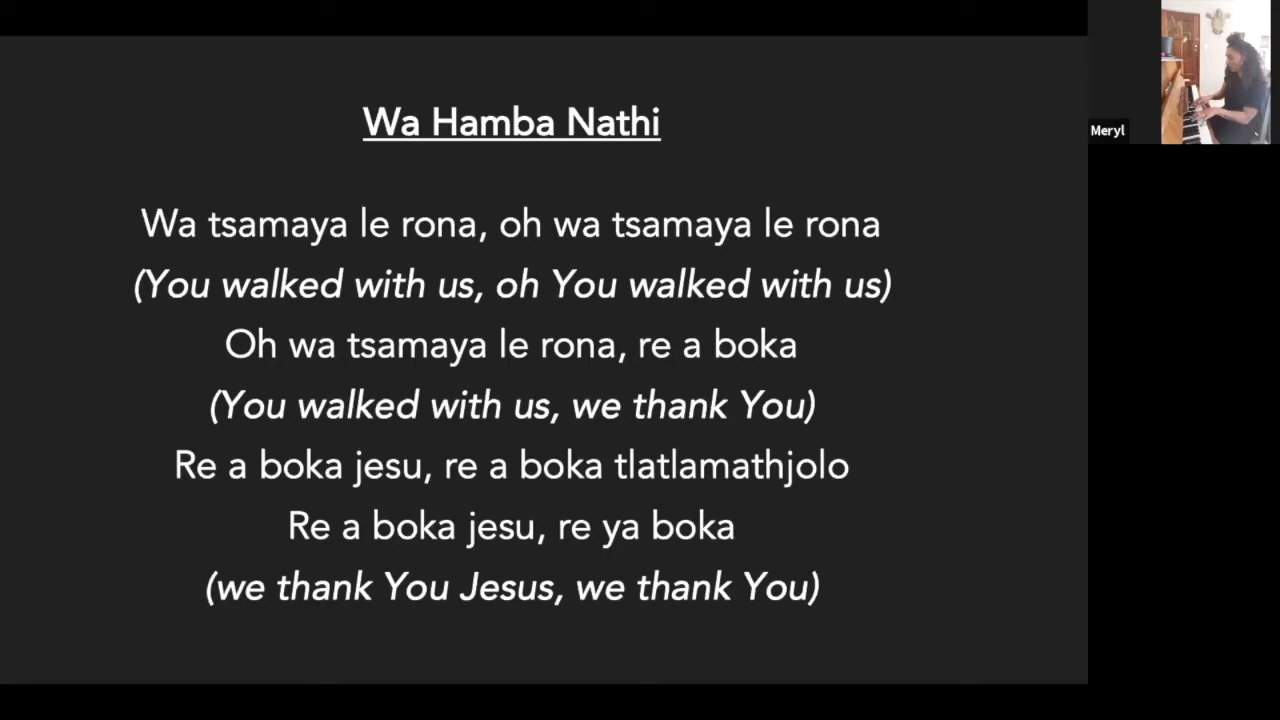 Wa Hamba Nathi
Wa tsamaya le rona, oh wa tsamaya le rona
(You walked with us, oh You walked with us)
Oh wa tsamaya le rona, re a boka
(You walked with us, we thank You)
Re a boka jesu, re a boka tlatlamathjolo
Re a boka jesu, re ya boka
(we thank You Jesus, we thank You)
Meryl